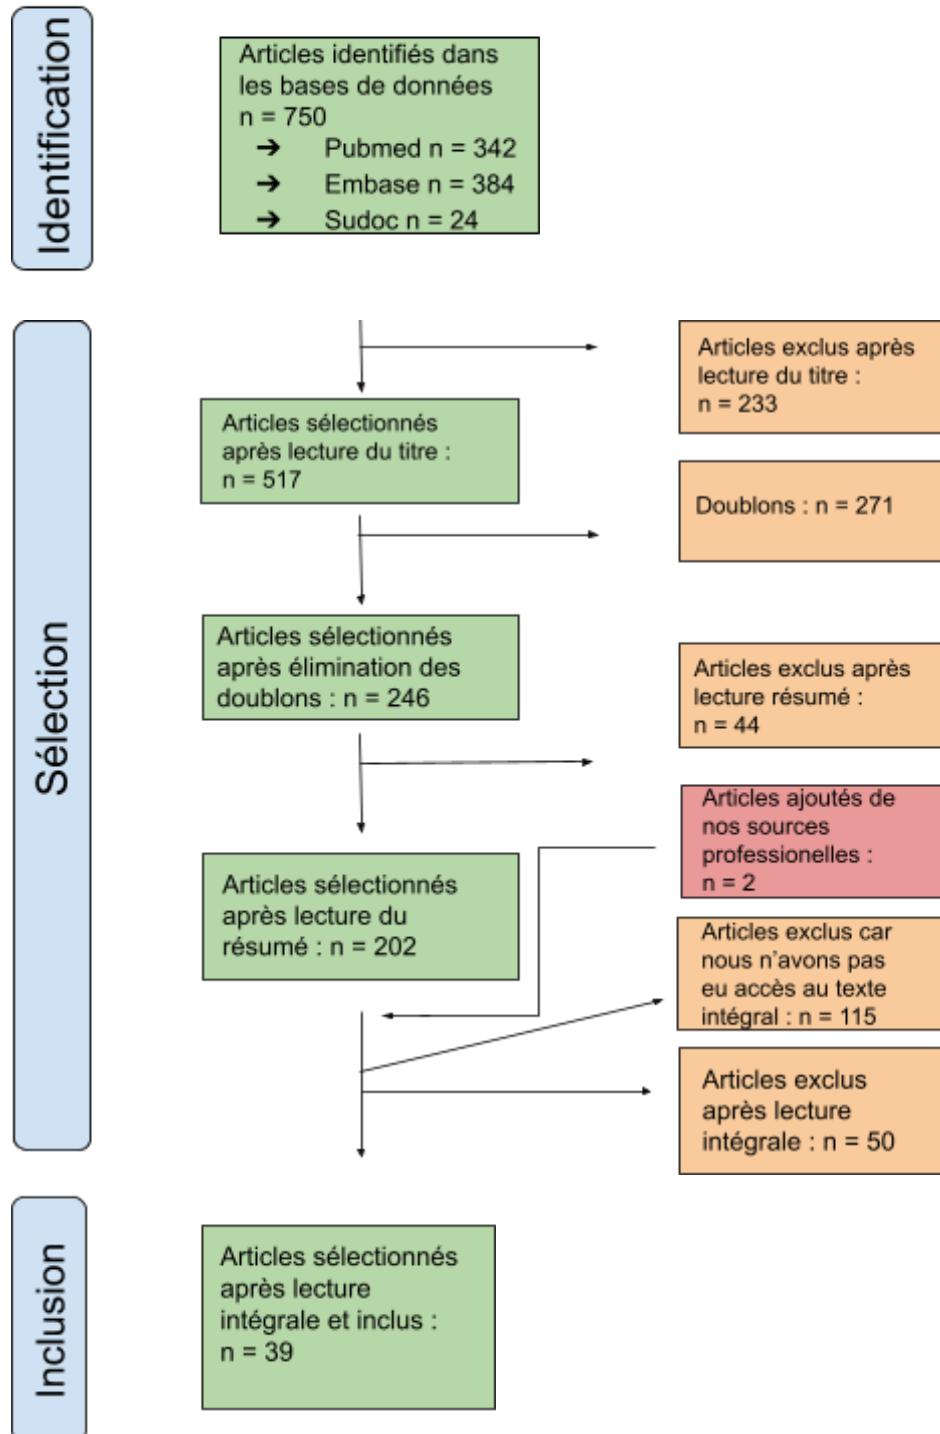 Identification
Articles identifiés dans
les bases de données
n = 750
➔ Pubmed n = 342
➔ Embase n = 384
➔ Sudoc n = 24
Sélection
Articles exclus après
lecture du titre :
n = 233
Articles sélectionnés
après lecture du titre :
n = 517
Doublons : n = 271
Articles sélectionnés
après élimination des
doublons : n = 246
Articles exclus après
lecture résumé :
n = 44
Articles ajoutés de
nos sources
professionelles :
n = 2
Articles sélectionnés
après lecture du
résumé : n = 202
Articles exclus car
nous n'avons pas
eu accès au texte
intégral : n = 115
Articles exclus
après lecture
intégrale : n = 50
Inclusion
Articles sélectionnés
après lecture
intégrale et inclus :
n = 39